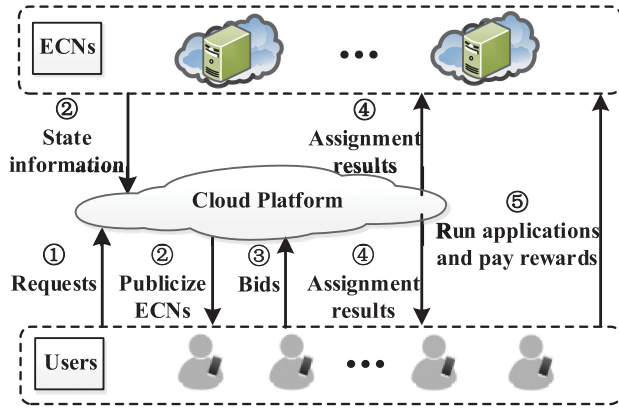 ECNs
②
State
information
④
Assignment
results
Cloud Platform
①
Requests
②
Publicize
ECNs
③
Bids
④
Assignment
results
⑤
Run applications
and pay rewards
Users